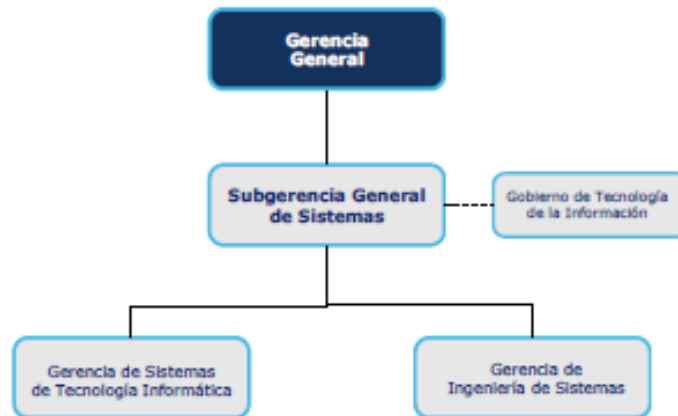 Gerencia
General
Subgerencia General
de Sistemas
Gobierno de Tecnología
de la Información
Gerencia de Sistemas
de Tecnología Informática
Gerencia de
Ingeniería de Sistemas